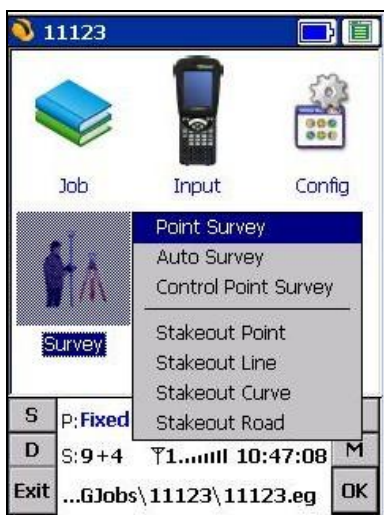 11123
Job Input Config
Survey
Point Survey
Auto Survey
Control Point Survey
Stakeout Point
Stakeout Line
Stakeout Curve
Stakeout Road
S P:Fixed
D S:9+4 1 10:47:08 M
Exit ...GJobs\11123\11123.eg OK